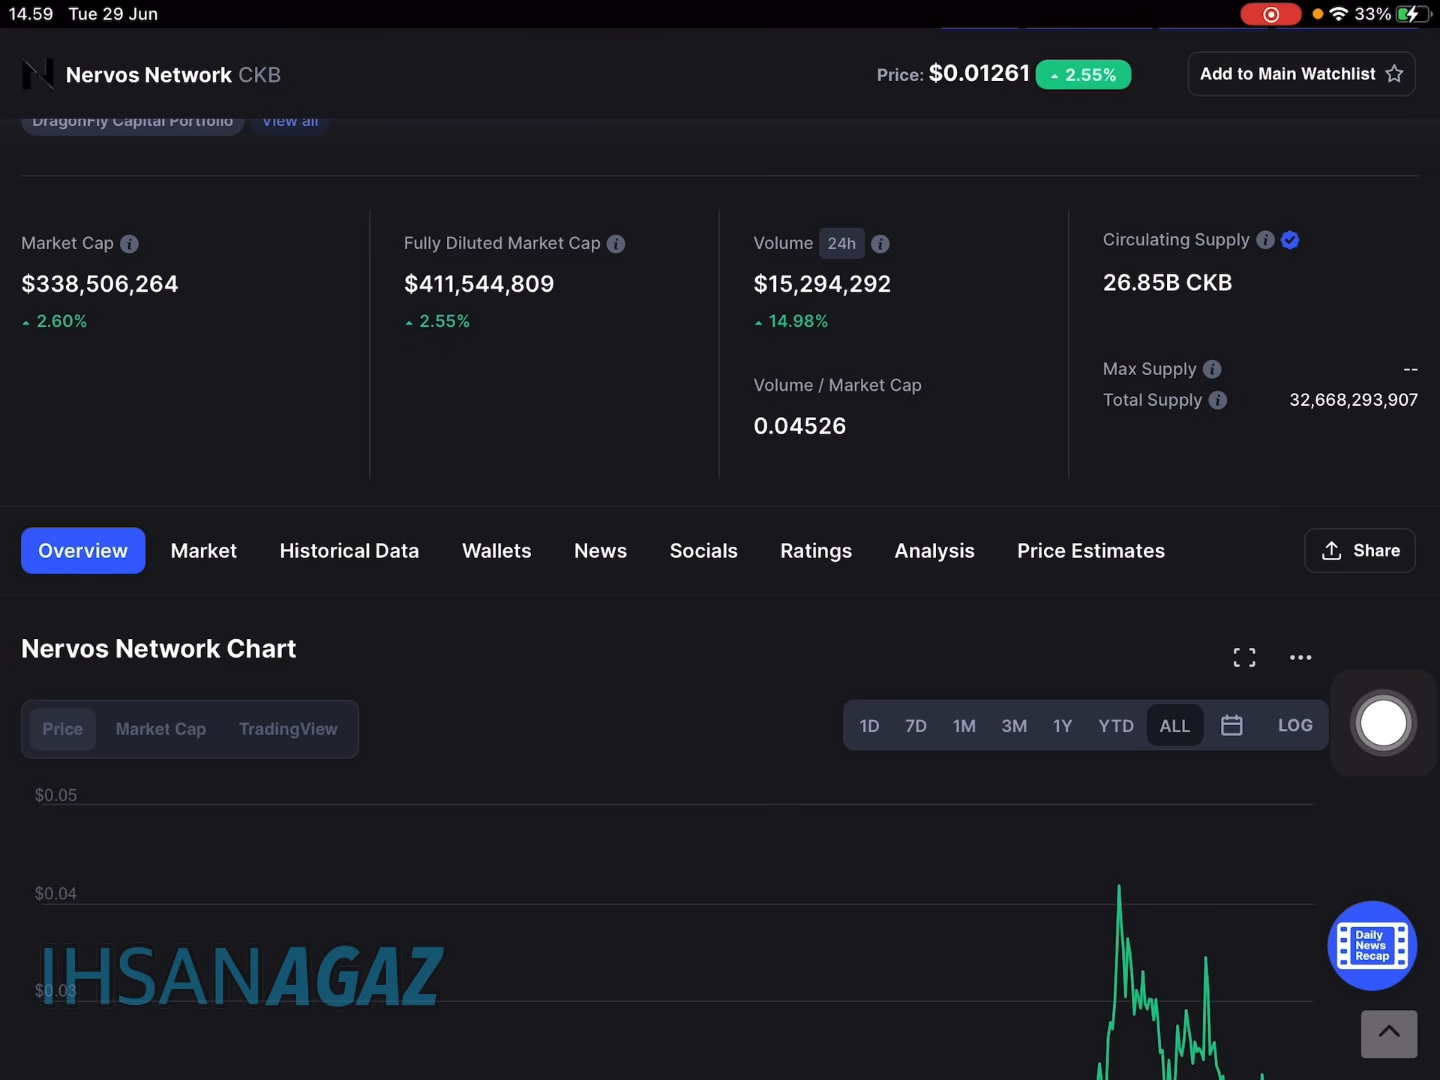 14.59 Tue 29 Jun 33%
Nervos Network CKB
Price: $0.01261 2.55%
Add to Main Watchlist
DragonFly Capital Portfolio View all
Market Cap
$338,506,264
2.60%
Fully Diluted Market Cap
$411,544,809
2.55%
Volume 24h
$15,294,292
14.98%
Volume / Market Cap
0.04526
Circulating Supply
26.85B CKB
Max Supply --
Total Supply 32,668,293,907
Overview Market Historical Data Wallets News Socials Ratings Analysis Price Estimates Share
Nervos Network Chart
Price Market Cap TradingView
1D 7D 1M 3M 1Y YTD ALL LOG
$0.05
$0.04
$0.03
IHSANAGAZ
Daily
News
Recap